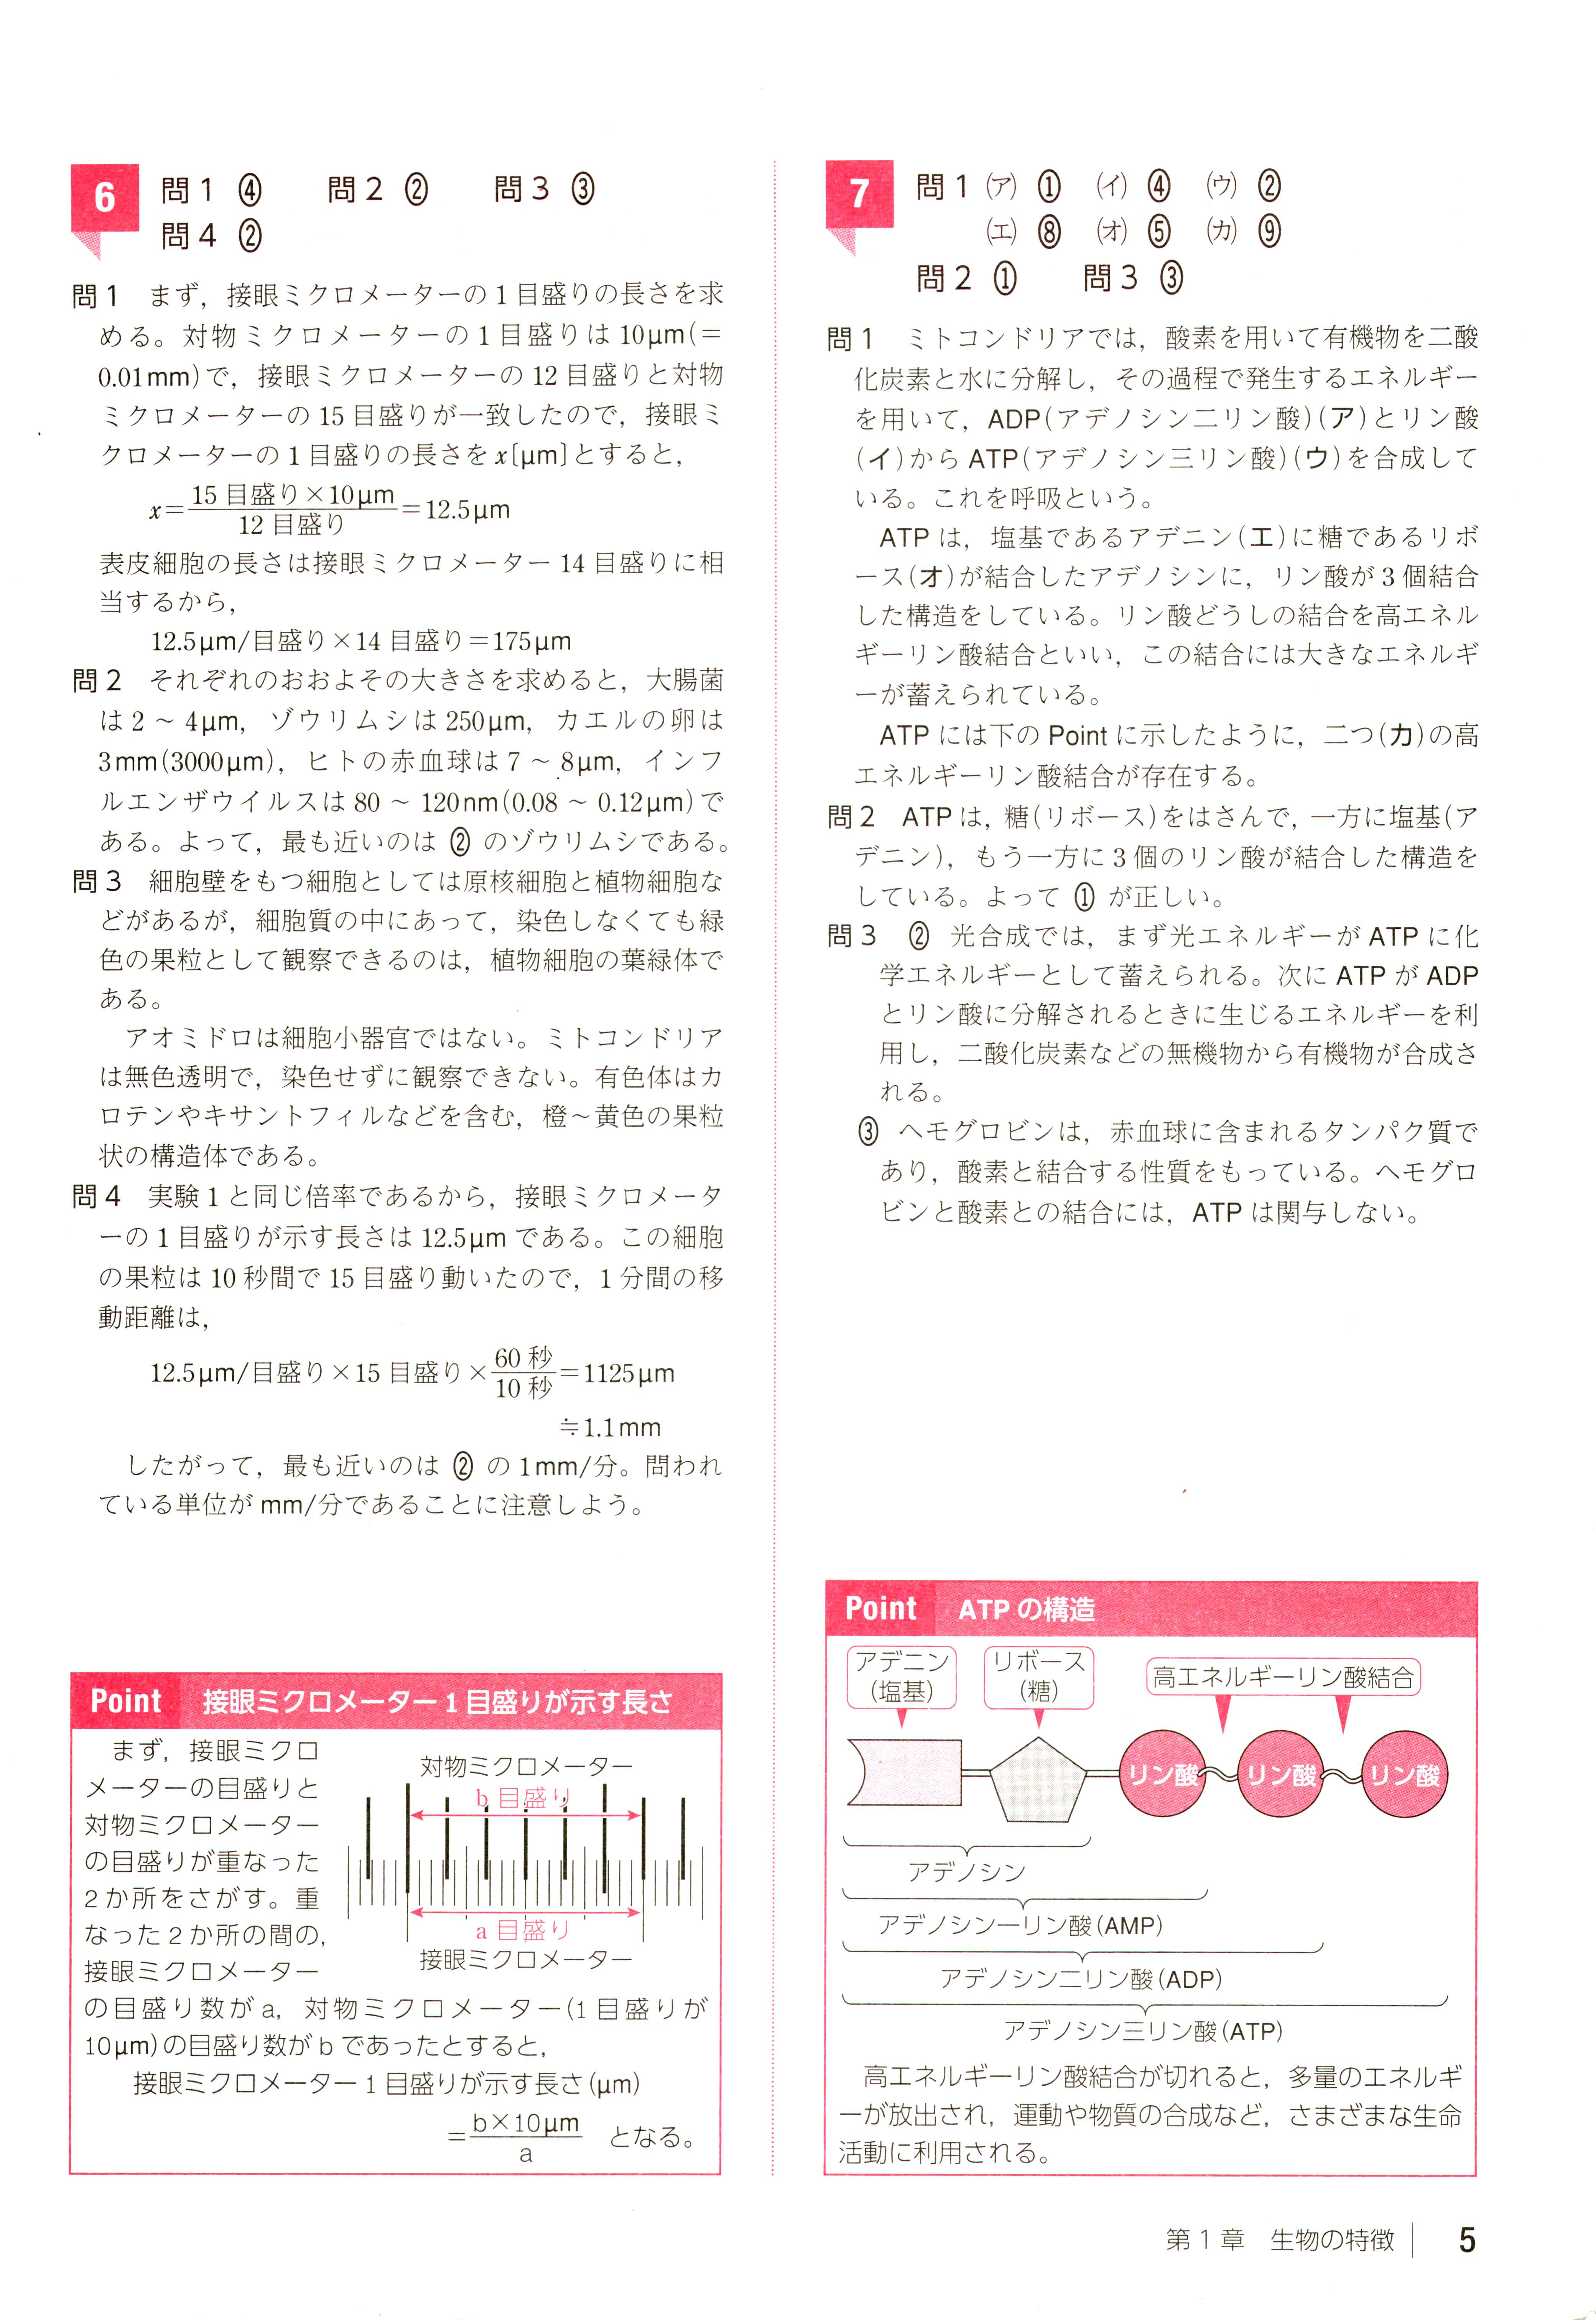 6
問1 ④ 問2 ② 問3 ③
問4 ②
問1 まず，接眼ミクロメーターの1目盛りの長さを求
める。対物ミクロメーターの1目盛りは10μm(＝
0.01mm)で，接眼ミクロメーターの12目盛りと対物
ミクロメーターの15目盛りが一致したので，接眼ミ
クロメーターの1目盛りの長さをx[μm]とすると，
x＝15目盛り×10μm/12目盛り＝12.5μm
表皮細胞の長さは接眼ミクロメーター14目盛りに相
当するから，
12.5μm/目盛り×14目盛り＝175μm
問2 それぞれのおおよその大きさを求めると，大腸菌
は2～4μm，ゾウリムシは250μm，カエルの卵は
3mm(3000μm)，ヒトの赤血球は7～8μm，インフ
ルエンザウイルスは80～120nm(0.08～0.12μm)で
ある。よって，最も近いのは②のゾウリムシである。
問3 細胞壁をもつ細胞としては原核細胞と植物細胞な
どがあるが，細胞質の中にあって，染色しなくても緑
色の果粒として観察できるのは，植物細胞の葉緑体で
ある。
アオミドロは細胞小器官ではない。ミトコンドリア
は無色透明で，染色せずに観察できない。有色体はカ
ロテンやキサントフィルなどを含む，橙～黄色の果粒
状の構造体である。
問4 実験1と同じ倍率であるから，接眼ミクロメータ
ーの1目盛りが示す長さは12.5μmである。この細胞
の果粒は10秒間で15目盛り動いたので，1分間の移
動距離は，
12.5μm/目盛り×15目盛り×60秒/10秒＝1125μm
≒1.1mm
したがって，最も近いのは②の1mm/分。問われ
ている単位がmm/分であることに注意しよう。
Point 接眼ミクロメーター1目盛りが示す長さ
まず，接眼ミクロ
メーターの目盛りと
対物ミクロメーター
の目盛りが重なった
2か所をさがす。重
なった2か所の間の，
接眼ミクロメーター
の目盛り数がa，対物ミクロメーター(1目盛りが
10μm)の目盛り数がbであったとすると，
接眼ミクロメーター1目盛りが示す長さ(μm)
＝b×10μm/a となる。
対物ミクロメーター
b目盛り
a目盛り
接眼ミクロメーター
7
問1 (ア) ① (イ) ④ (ウ) ②
(エ) ⑧ (オ) ⑤ (カ) ⑨
問2 ① 問3 ③
問1 ミトコンドリアでは，酸素を用いて有機物を二酸
化炭素と水に分解し，その過程で発生するエネルギー
を用いて，ADP(アデノシン二リン酸)(ア)とリン酸
(イ)からATP(アデノシン三リン酸)(ウ)を合成して
いる。これを呼吸という。
ATPは，塩基であるアデニン(エ)に糖であるリボ
ース(オ)が結合したアデノシンに，リン酸が3個結合
した構造をしている。リン酸どうしの結合を高エネル
ギーリン酸結合といい，この結合には大きなエネルギ
ーが蓄えられている。
ATPには下のPointに示したように，二つ(カ)の高
エネルギーリン酸結合が存在する。
問2 ATPは，糖(リボース)をはさんで，一方に塩基(ア
デニン)，もう一方に3個のリン酸が結合した構造を
している。よって①が正しい。
問3 ② 光合成では，まず光エネルギーがATPに化
学エネルギーとして蓄えられる。次にATPがADP
とリン酸に分解されるときに生じるエネルギーを利
用し，二酸化炭素などの無機物から有機物が合成さ
れる。
③ ヘモグロビンは，赤血球に含まれるタンパク質で
あり，酸素と結合する性質をもっている。ヘモグロ
ビンと酸素との結合には，ATPは関与しない。
Point ATPの構造
アデニン
(塩基)
リボース
(糖)
高エネルギーリン酸結合
リン酸 リン酸 リン酸
アデノシン
アデノシン一リン酸(AMP)
アデノシン二リン酸(ADP)
アデノシン三リン酸(ATP)
高エネルギーリン酸結合が切れると，多量のエネルギ
ーが放出され，運動や物質の合成など，さまざまな生命
活動に利用される。
第1章 生物の特徴 5